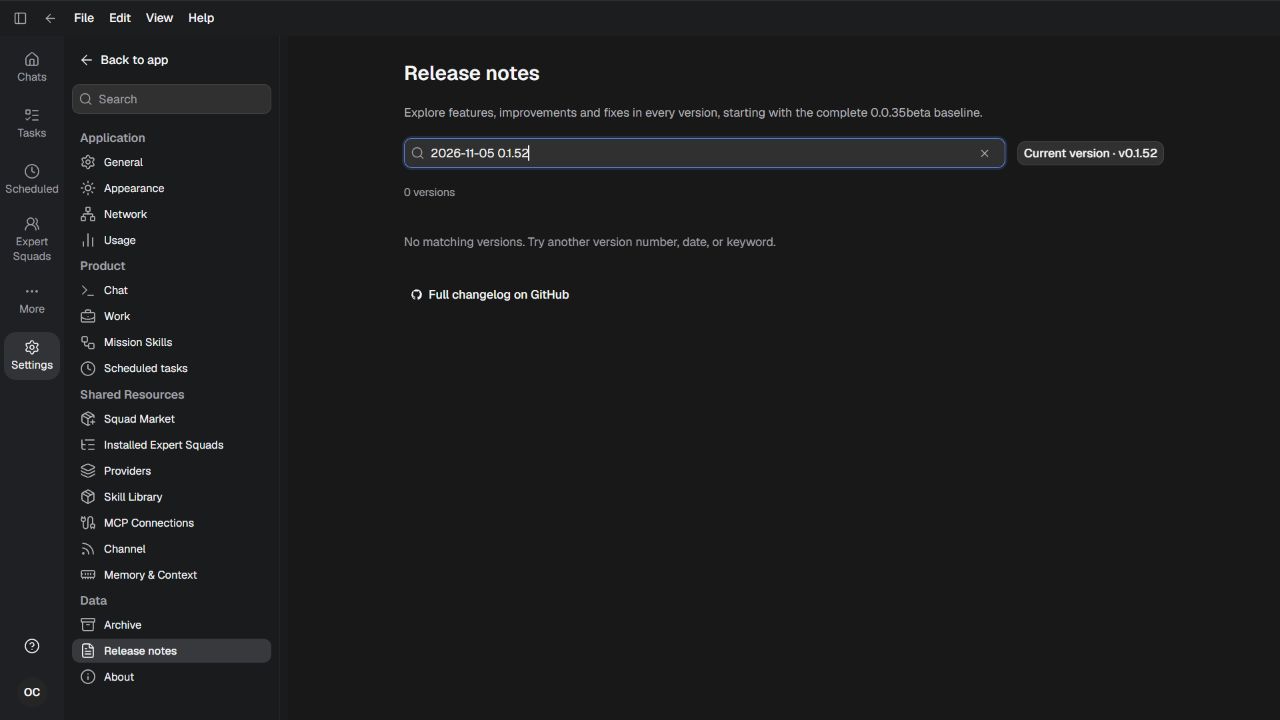 File Edit View Help
Chats
Tasks
Scheduled
Expert
Squads
More
Settings
OC
Back to app
Search
Application
General
Appearance
Network
Usage
Product
Chat
Work
Mission Skills
Scheduled tasks
Shared Resources
Squad Market
Installed Expert Squads
Providers
Skill Library
MCP Connections
Channel
Memory & Context
Data
Archive
Release notes
About
Release notes
Explore features, improvements and fixes in every version, starting with the complete 0.0.35beta baseline.
2026-11-05 0.1.52
Current version · v0.1.52
0 versions
No matching versions. Try another version number, date, or keyword.
Full changelog on GitHub